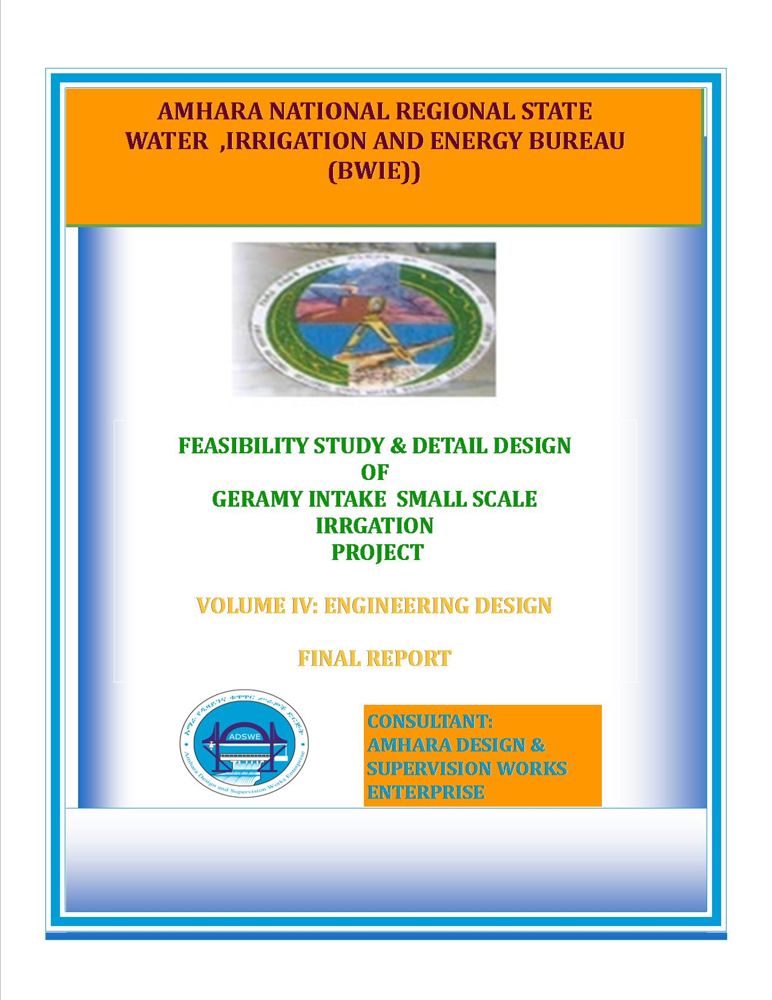 AMHARA NATIONAL REGIONAL STATE
WATER ,IRRIGATION AND ENERGY BUREAU
(BWIE))
FEASIBILITY STUDY & DETAIL DESIGN
OF
GERAMY INTAKE SMALL SCALE
IRRGATION
PROJECT
VOLUME IV: ENGINEERING DESIGN
FINAL REPORT
አማራ የዲዛይንና ቁጥጥር ሥራዎች ድርጅት
ADSWE
Amhara Design and Supervision Works Enterprise
CONSULTANT:
AMHARA DESIGN &
SUPERVISION WORKS
ENTERPRISE